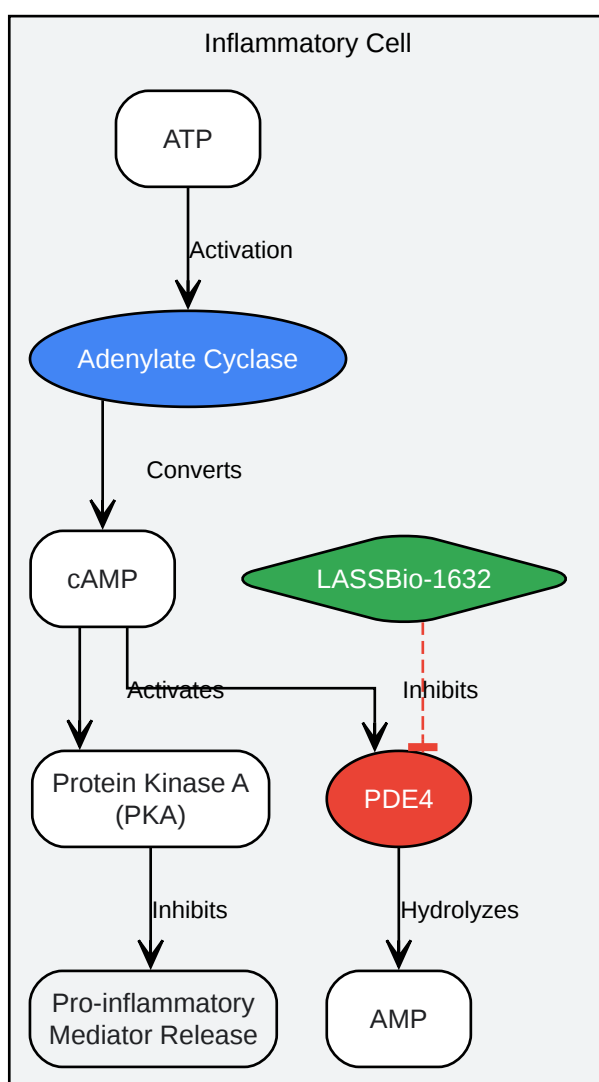 Inflammatory Cell
ATP
Activation
Adenylate Cyclase
Converts
cAMP
LASSBio-1632
Activates
Inhibits
Protein Kinase A
(PKA)
PDE4
Inhibits
Hydrolyzes
Pro-inflammatory
Mediator Release
AMP